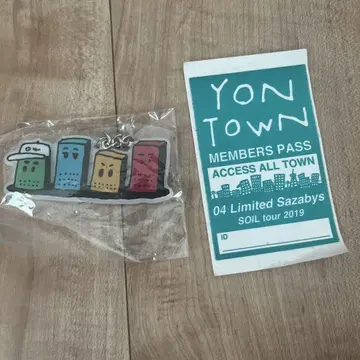 YON
TOWN
MEMBERS PASS
ACCESS ALL TOWN
04 Limited Sazabys
SOIL tour 2019
ID